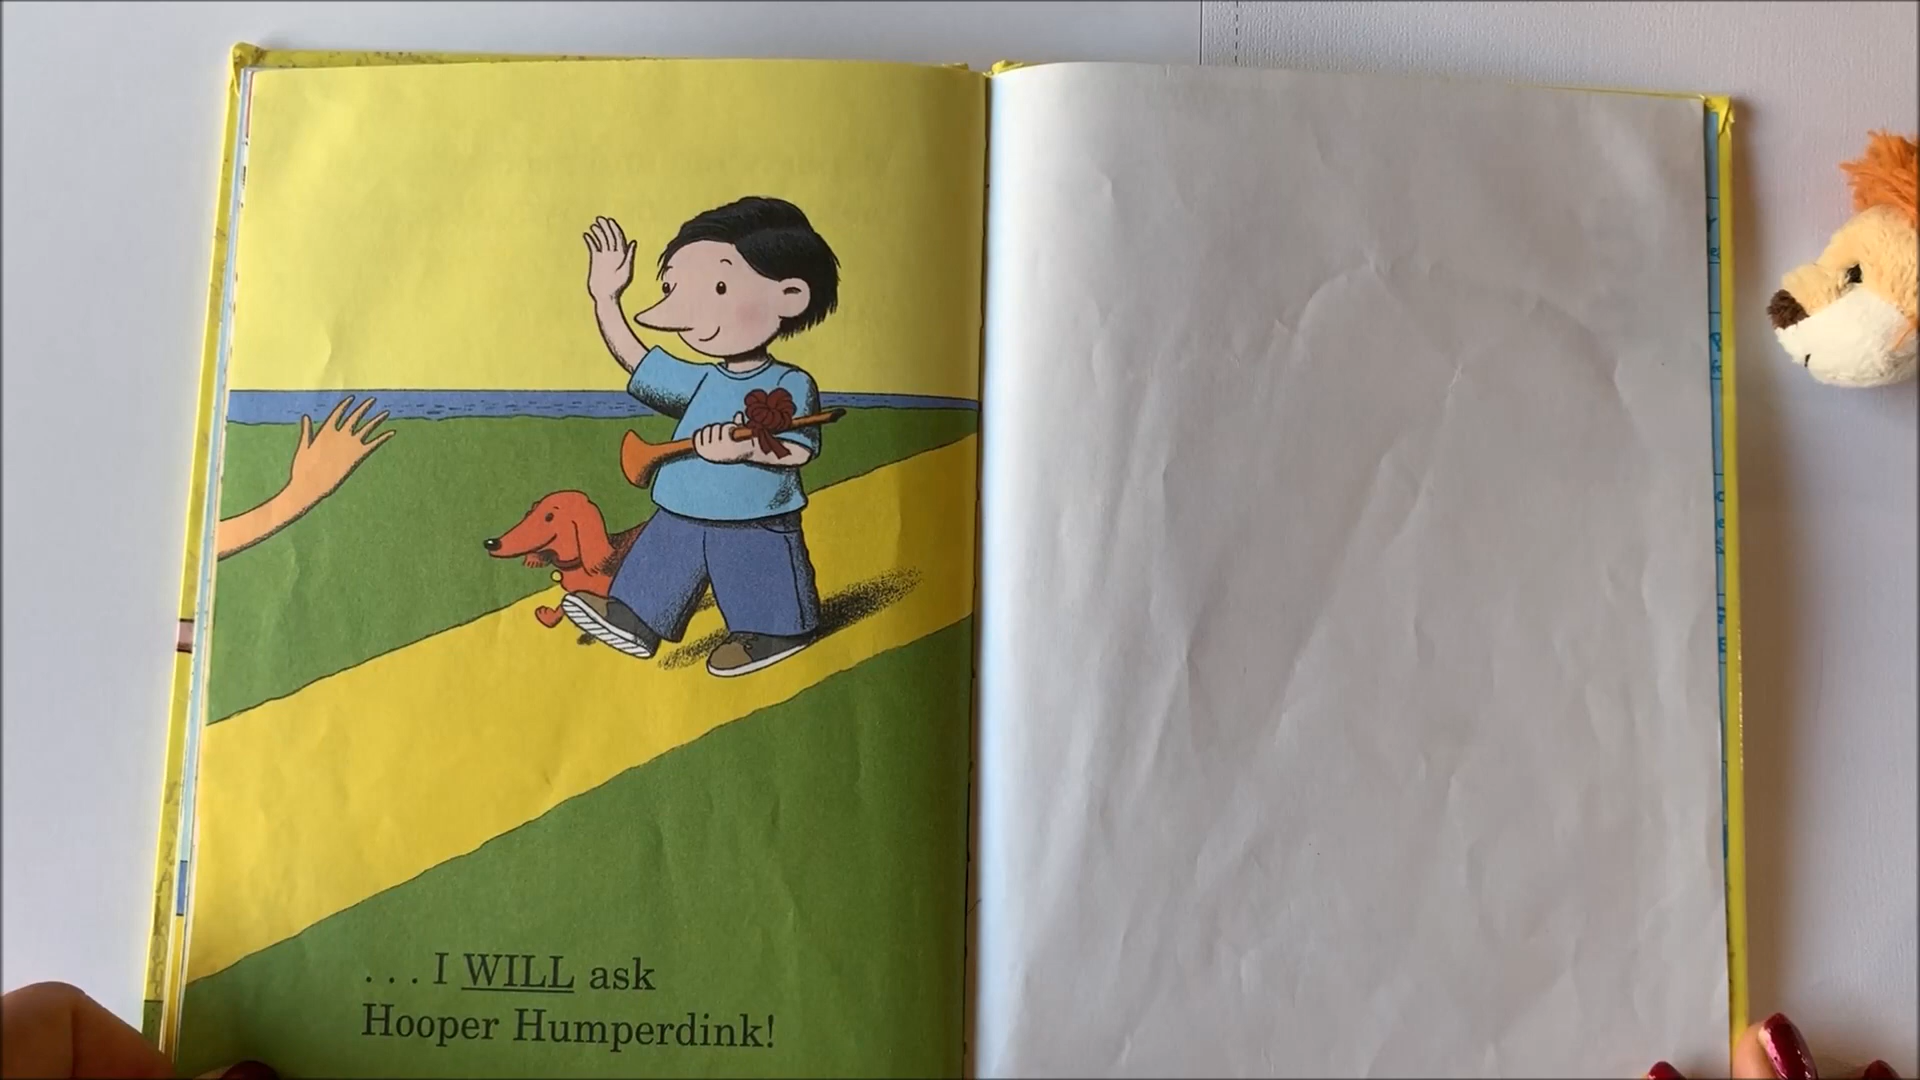 . . . I WILL ask
Hooper Humperdink!